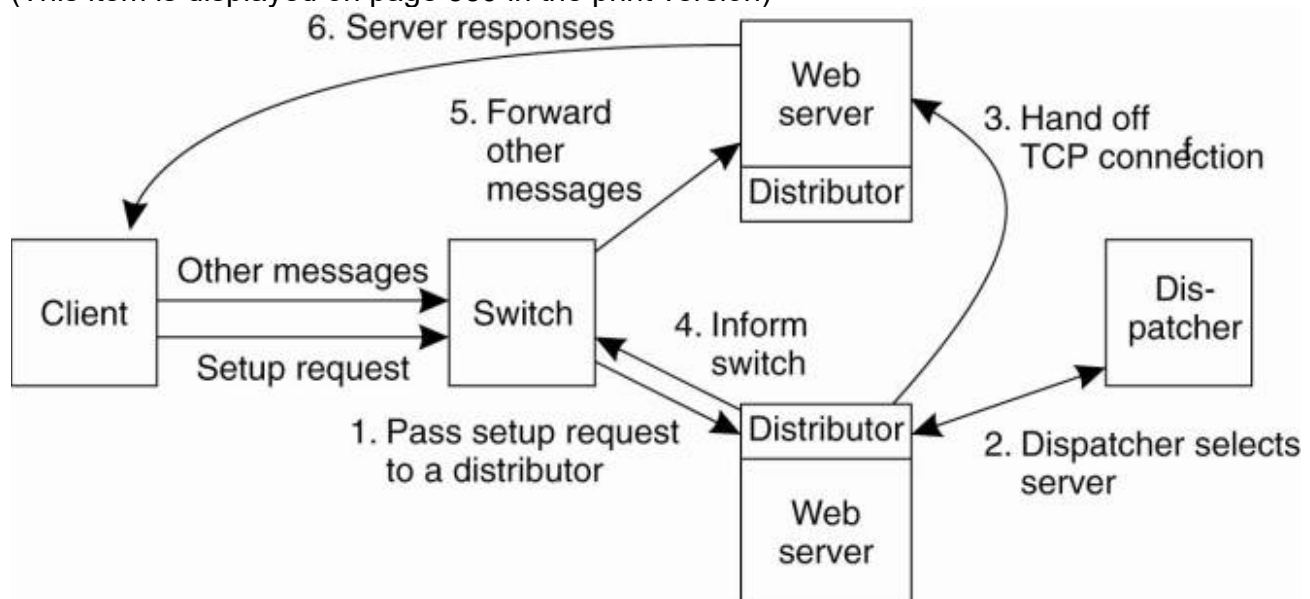 (This item is displayed on page 559 in the print version)
6. Server responses
Web
server
Distributor
5. Forward
other
messages
3. Hand off
TCP connection
f
Client
Other messages
Setup request
Switch
4. Inform
switch
Dis-
patcher
1. Pass setup request
to a distributor
Distributor
Web
server
2. Dispatcher selects
server